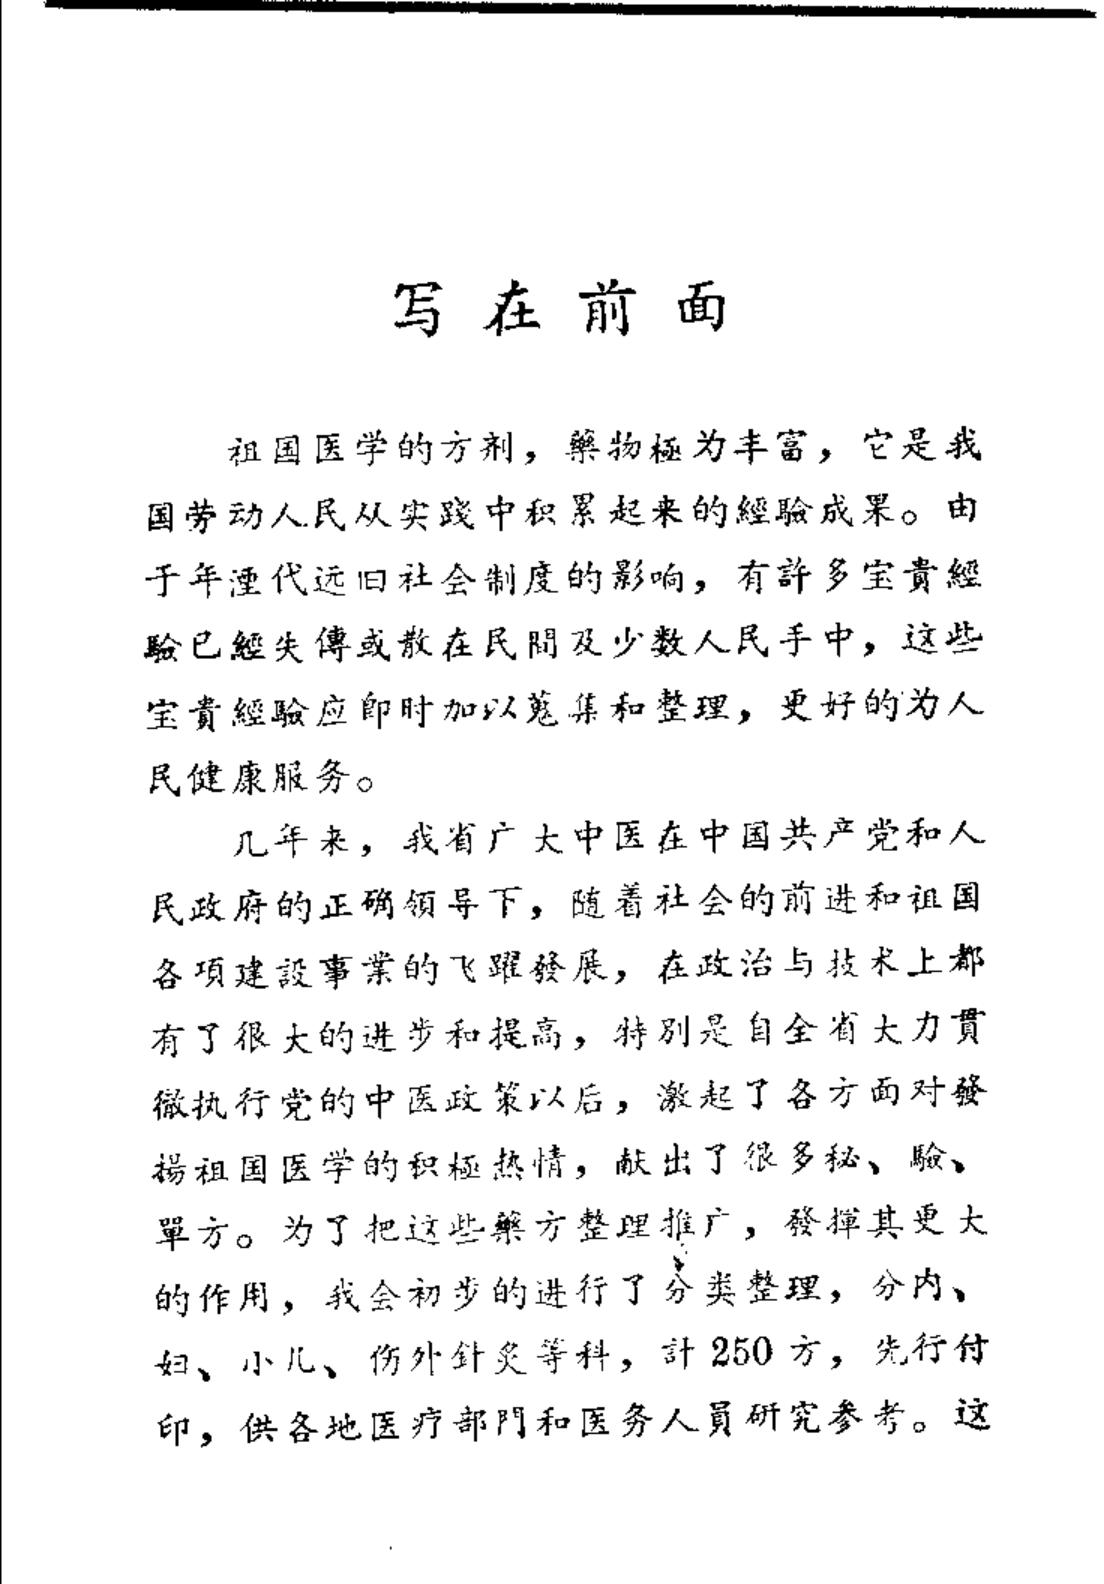 写在前面
祖国医学的方剂，藥物極为丰富，它是我
国劳动人民从实践中积累起来的經驗成果。由
于年湮代远旧社会制度的影响，有許多宝貴經
驗已經失傳或散在民間及少数人民手中，这些
宝貴經驗应即时加以蒐集和整理，更好的为人
民健康服务。
几年来，我省广大中医在中国共产党和人
民政府的正确领导下，随着社会的前进和祖国
各項建設事業的飞躍發展，在政治与技术上都
有了很大的进步和提高，特別是自全省大力贯
徹执行党的中医政策以后，激起了各方面对發
揚祖国医学的积極热情，献出了很多秘、驗、
單方。为了把这些藥方整理推广，發揮其更大
的作用，我会初步的进行了分类整理，分内、
妇、小儿、伤外針灸等科，計250方，先行付
印，供各地医疗部門和医务人員研究参考。这